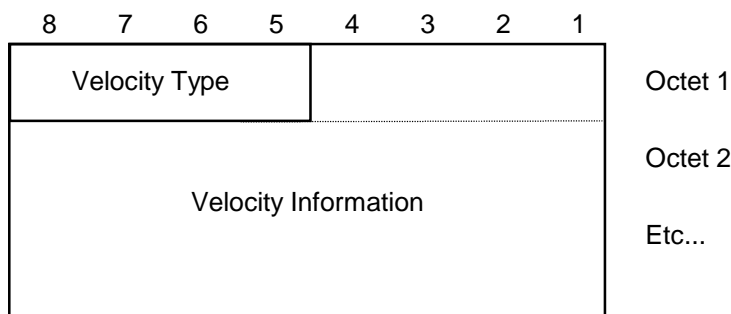 8 7 6 5 4 3 2 1
Velocity Type Octet 1
Octet 2
Velocity Information
Etc...